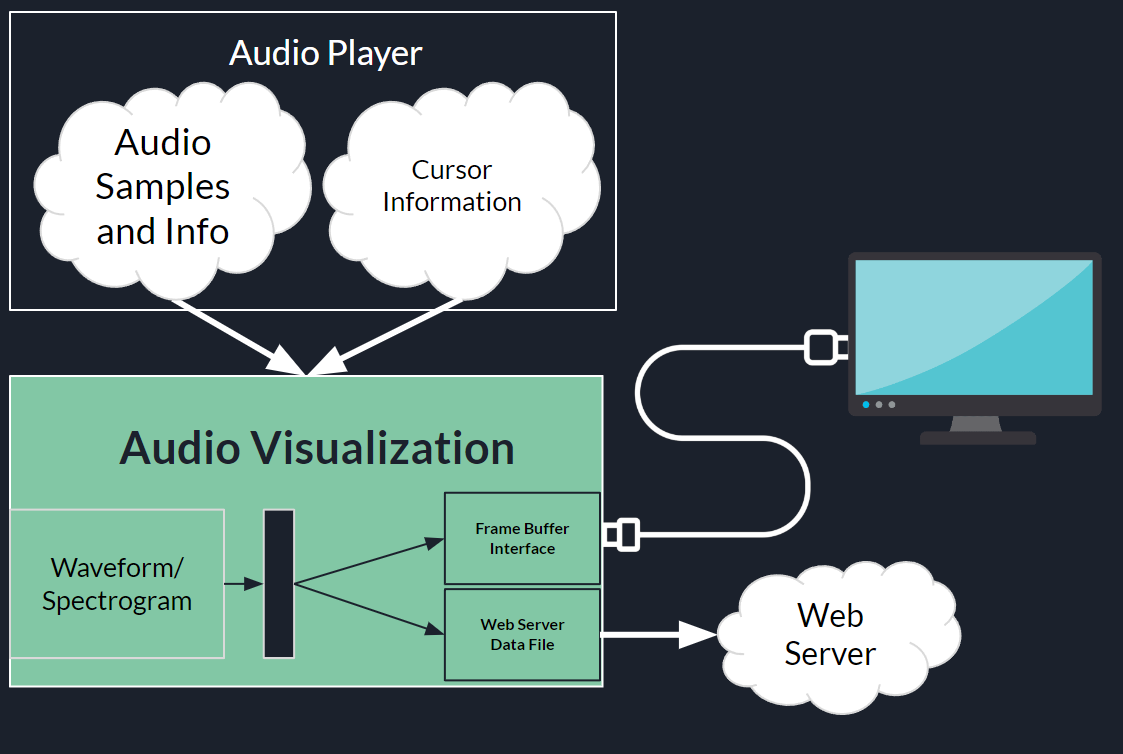 Audio Player
Audio
Samples
and Info
Cursor
Information
Audio Visualization
Waveform/
Spectrogram
Frame Buffer
Interface
Web Server
Data File
Web
Server